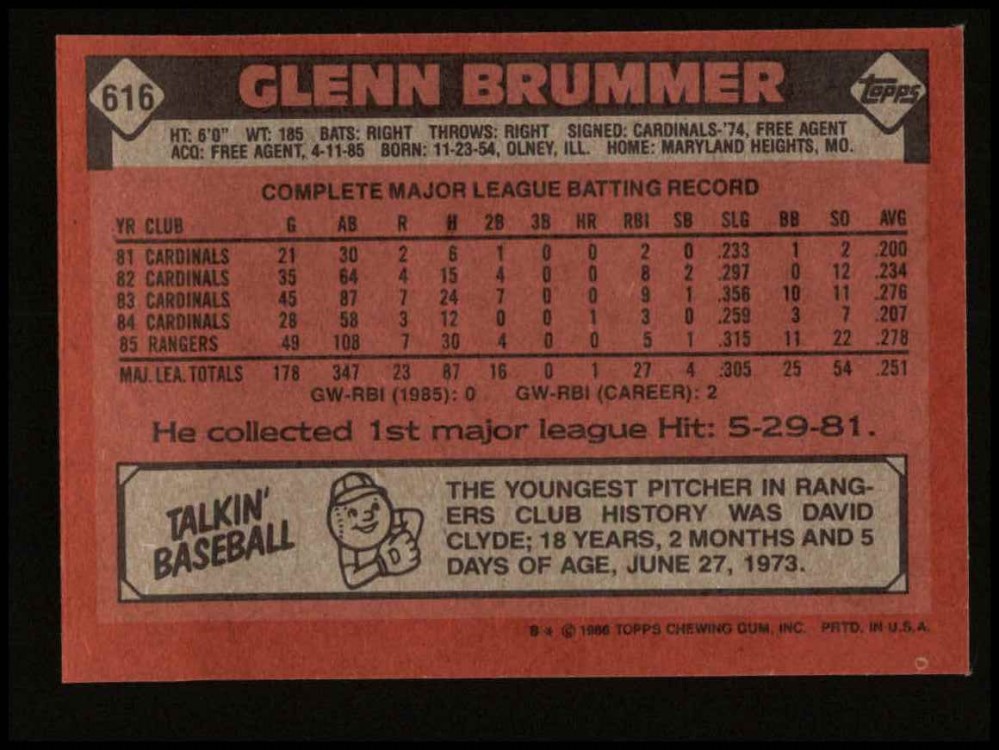 616
GLENN BRUMMER
Topps
HT: 6'0" WT: 185 BATS: RIGHT THROWS: RIGHT SIGNED: CARDINALS-'74, FREE AGENT
ACQ: FREE AGENT, 4-11-85 BORN: 11-23-54, OLNEY, ILL. HOME: MARYLAND HEIGHTS, MO.
COMPLETE MAJOR LEAGUE BATTING RECORD
YR CLUB G AB R H 2B 3B HR RBI SB SLG BB SO AVG
81 CARDINALS 21 30 2 6 1 0 0 2 0 .233 1 2 .200
82 CARDINALS 35 64 4 15 4 0 0 8 2 .297 0 12 .234
83 CARDINALS 45 87 7 24 7 0 0 9 1 .356 10 11 .276
84 CARDINALS 28 58 3 12 0 0 1 3 0 .259 3 7 .207
85 RANGERS 49 108 7 30 4 0 0 5 1 .315 11 22 .278
MAJ. LEA. TOTALS 178 347 23 87 16 0 1 27 4 .305 25 54 .251
GW-RBI (1985): 0 GW-RBI (CAREER): 2
He collected 1st major league Hit: 5-29-81.
TALKIN'
BASEBALL
D
THE YOUNGEST PITCHER IN RANG-
ERS CLUB HISTORY WAS DAVID
CLYDE; 18 YEARS, 2 MONTHS AND 5
DAYS OF AGE, JUNE 27, 1973.
B * © 1986 TOPPS CHEWING GUM, INC. PRTD. IN U.S.A.